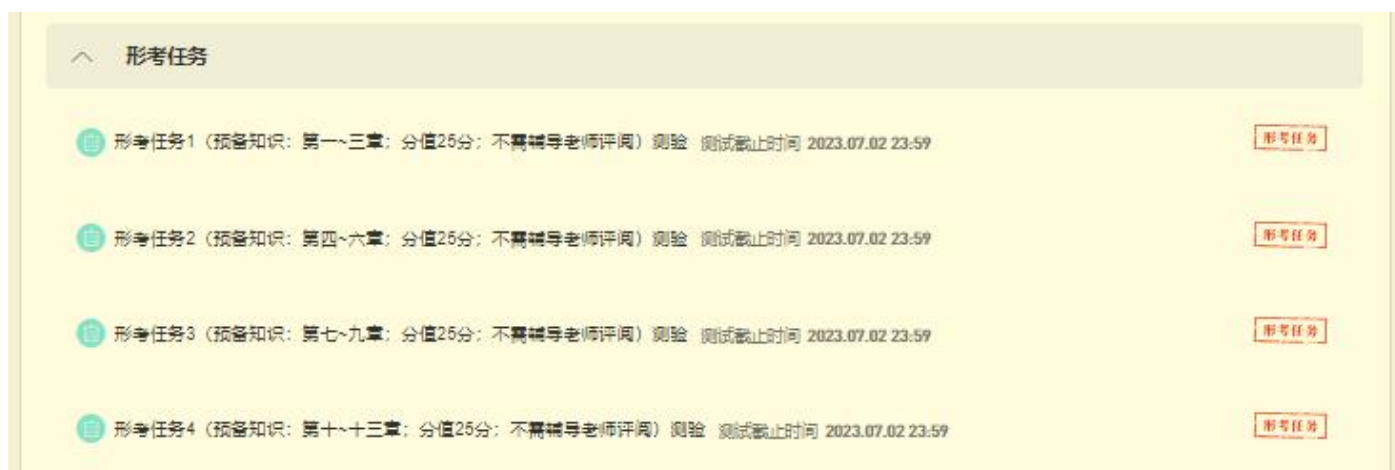 形考任务
形考任务1（预备知识：第一~三章；分值25分；不需辅导老师评阅）测验 测试截止时间 2023.07.02 23:59
形考任务
形考任务2（预备知识：第四~六章；分值25分；不需辅导老师评阅）测验 测试截止时间 2023.07.02 23:59
形考任务
形考任务3（预备知识：第七~九章；分值25分；不需辅导老师评阅）测验 测试截止时间 2023.07.02 23:59
形考任务
形考任务4（预备知识：第十~十三章；分值25分；不需辅导老师评阅）测验 测试截止时间 2023.07.02 23:59
形考任务